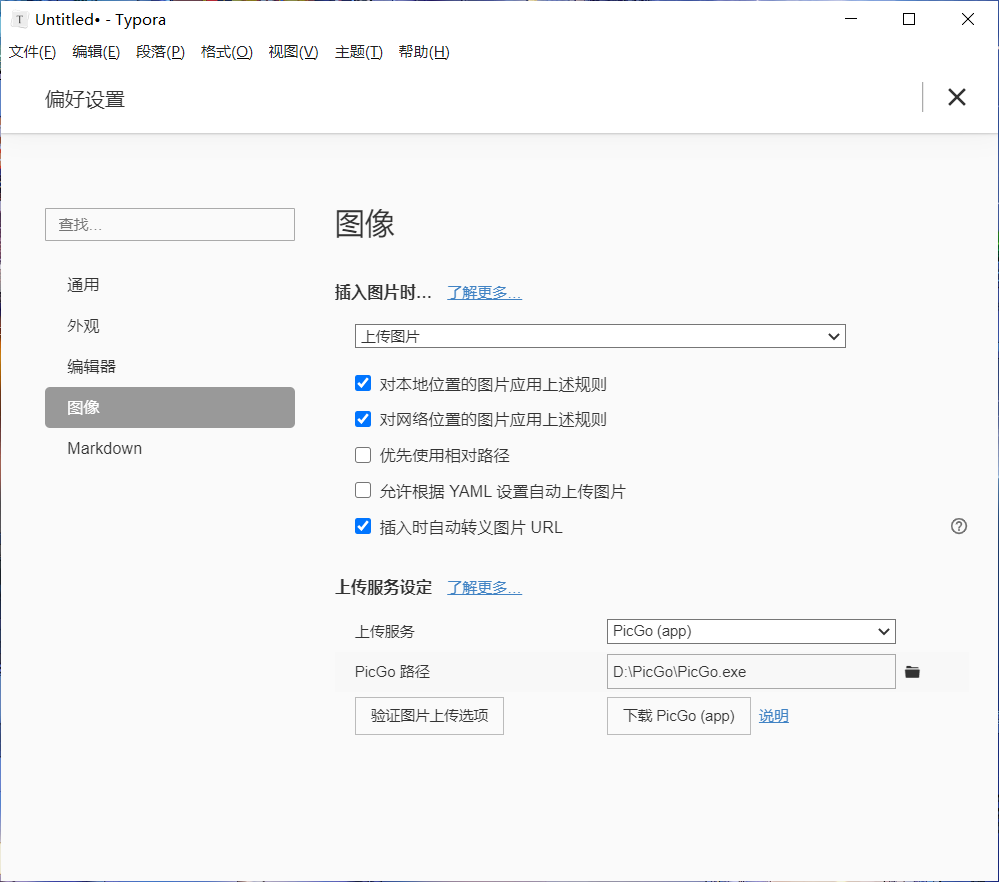 Untitled• - Typora
文件(F) 编辑(E) 段落(P) 格式(O) 视图(V) 主题(T) 帮助(H)
偏好设置
查找...
通用
外观
编辑器
图像
Markdown
图像
插入图片时... 了解更多...
上传图片
对本地位置的图片应用上述规则
对网络位置的图片应用上述规则
优先使用相对路径
允许根据 YAML 设置自动上传图片
插入时自动转义图片 URL
上传服务设定 了解更多...
上传服务 PicGo (app)
PicGo 路径 D:\PicGo\PicGo.exe
验证图片上传选项 下载 PicGo (app) 说明